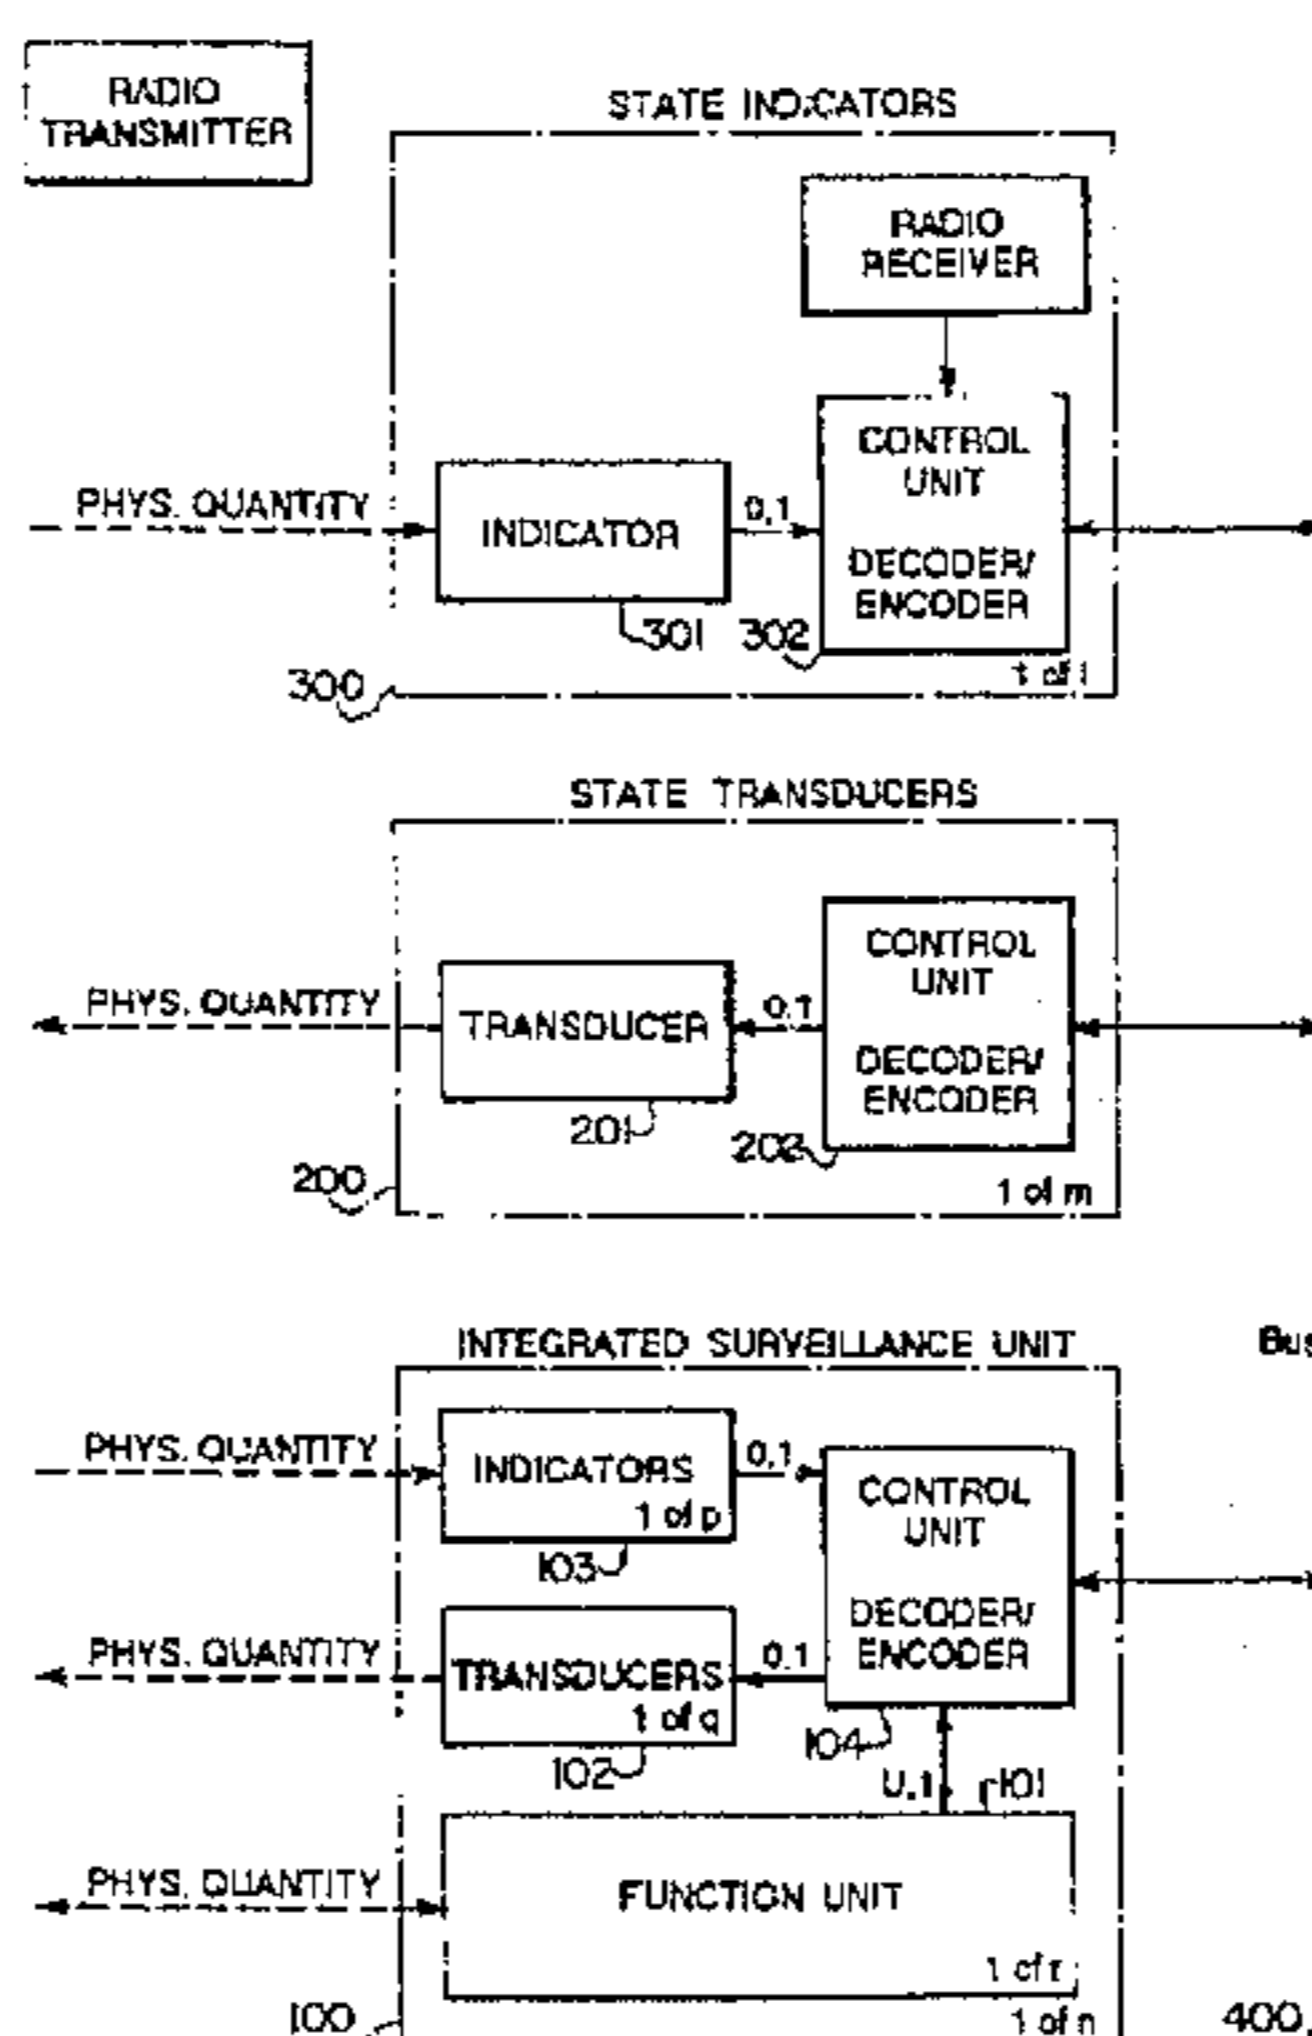 RADIO
TRANSMITTER
STATE INDICATORS
RADIO
RECEIVER
CONTROL
UNIT
DECODER/
ENCODER
PHYS. QUANTITY
INDICATOR
0,1
301
302
1 of l
300
STATE TRANSDUCERS
CONTROL
UNIT
DECODER/
ENCODER
PHYS. QUANTITY
TRANSDUCER
0,1
201
202
200
1 of m
INTEGRATED SURVEILLANCE UNIT
Bus
PHYS. QUANTITY
INDICATORS
1 of p
0,1
CONTROL
UNIT
DECODER/
ENCODER
103
PHYS. QUANTITY
TRANSDUCERS
1 of q
0,1
104
102
0,1
101
PHYS. QUANTITY
FUNCTION UNIT
1 of r
100
1 of n
400,